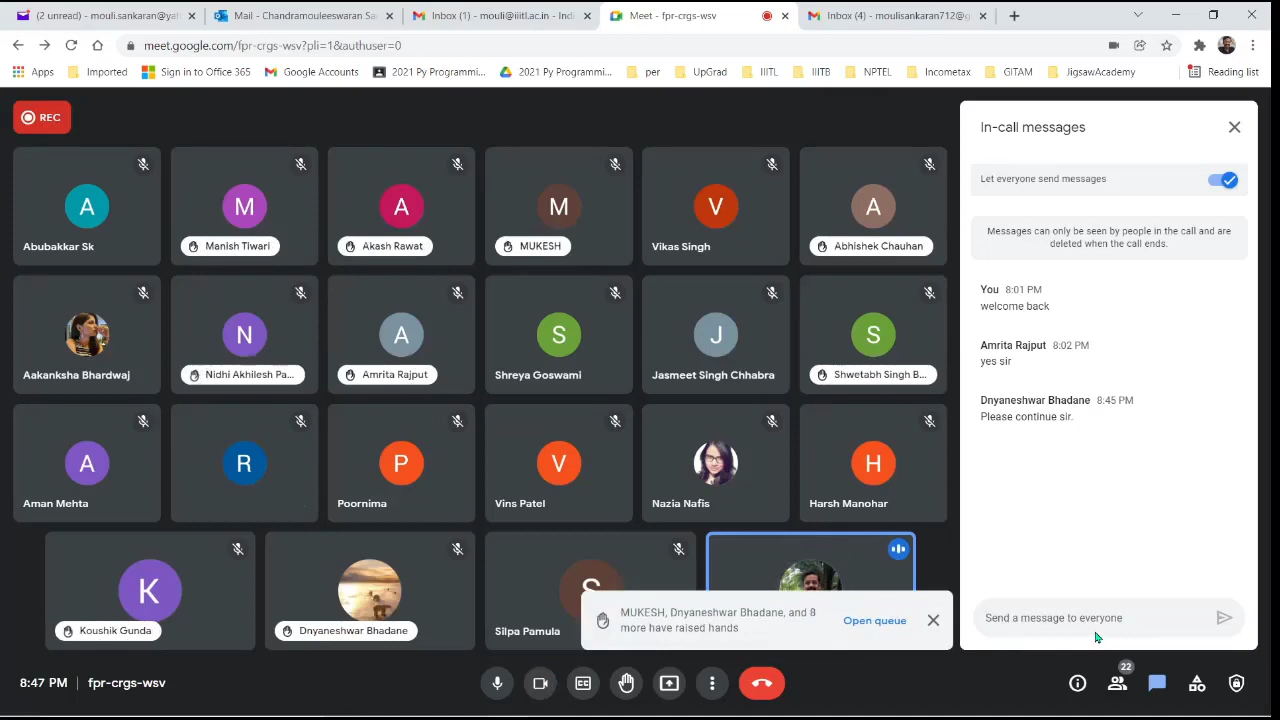 (2 unread) - mouli.sankaran@yah
Mail - Chandramouleeswaran Sar
Inbox (1) - mouli@iiitl.ac.in - Indi
Meet - fpr-crgs-wsv
Inbox (4) - moulisankaran712@g
meet.google.com/fpr-crgs-wsv?pli=1&authuser=0
Apps
Imported
Sign in to Office 365
Google Accounts
2021 Py Programmi...
2021 Py Programmi...
per
UpGrad
IIITL
IIITB
NPTEL
Incometax
GITAM
JigsawAcademy
Reading list
REC
A
Abubakkar Sk
M
Manish Tiwari
A
Akash Rawat
M
MUKESH
V
Vikas Singh
A
Abhishek Chauhan
Aakanksha Bhardwaj
N
Nidhi Akhilesh Pa...
A
Amrita Rajput
S
Shreya Goswami
J
Jasmeet Singh Chhabra
S
Shwetabh Singh B...
A
Aman Mehta
R
P
Poornima
V
Vins Patel
Nazia Nafis
H
Harsh Manohar
K
Koushik Gunda
Dnyaneshwar Bhadane
S
Silpa Pamula
MUKESH, Dnyaneshwar Bhadane, and 8
more have raised hands
Open queue
In-call messages
Let everyone send messages
Messages can only be seen by people in the call and are
deleted when the call ends.
You 8:01 PM
welcome back
Amrita Rajput 8:02 PM
yes sir
Dnyaneshwar Bhadane 8:45 PM
Please continue sir.
Send a message to everyone
8:47 PM | fpr-crgs-wsv
CC
22